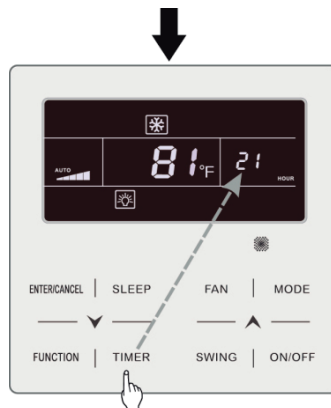 AUTO 81°F 21 HOUR
ENTER/CANCEL SLEEP FAN MODE
FUNCTION TIMER SWING ON/OFF